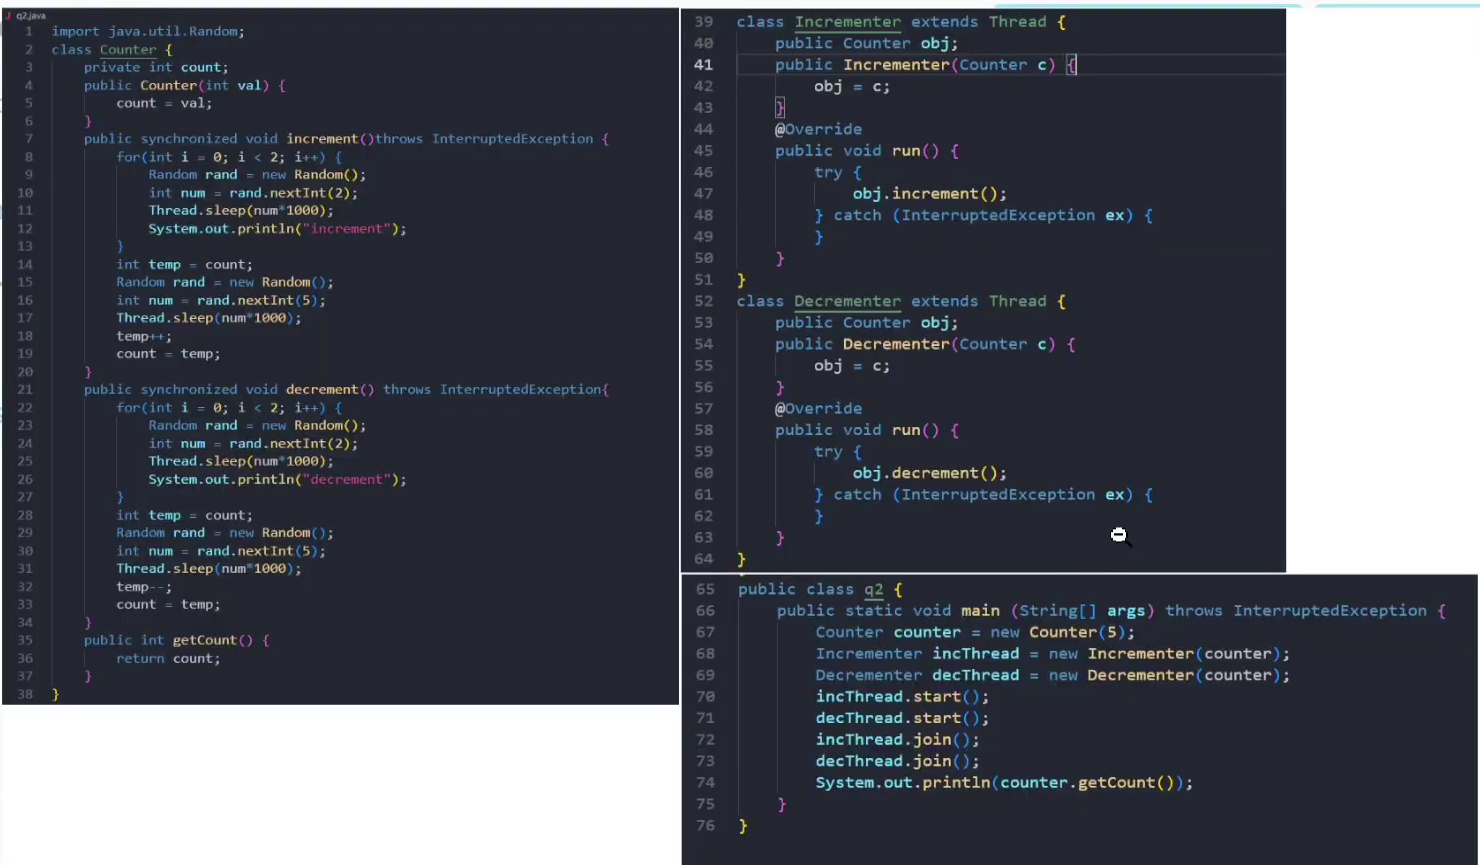 q2.java
1 import java.util.Random;
2 class Counter {
3 private int count;
4 public Counter(int val) {
5 count = val;
6 }
7 public synchronized void increment()throws InterruptedException {
8 for(int i = 0; i < 2; i++) {
9 Random rand = new Random();
10 int num = rand.nextInt(2);
11 Thread.sleep(num*1000);
12 System.out.println("increment");
13 }
14 int temp = count;
15 Random rand = new Random();
16 int num = rand.nextInt(5);
17 Thread.sleep(num*1000);
18 temp++;
19 count = temp;
20 }
21 public synchronized void decrement() throws InterruptedException{
22 for(int i = 0; i < 2; i++) {
23 Random rand = new Random();
24 int num = rand.nextInt(2);
25 Thread.sleep(num*1000);
26 System.out.println("decrement");
27 }
28 int temp = count;
29 Random rand = new Random();
30 int num = rand.nextInt(5);
31 Thread.sleep(num*1000);
32 temp--;
33 count = temp;
34 }
35 public int getCount() {
36 return count;
37 }
38 }
39 class Incrementer extends Thread {
40 public Counter obj;
41 public Incrementer(Counter c) {
42 obj = c;
43 }
44 @Override
45 public void run() {
46 try {
47 obj.increment();
48 } catch (InterruptedException ex) {
49 }
50 }
51 }
52 class Decrementer extends Thread {
53 public Counter obj;
54 public Decrementer(Counter c) {
55 obj = c;
56 }
57 @Override
58 public void run() {
59 try {
60 obj.decrement();
61 } catch (InterruptedException ex) {
62 }
63 }
64 }
65 public class q2 {
66 public static void main (String[] args) throws InterruptedException {
67 Counter counter = new Counter(5);
68 Incrementer incThread = new Incrementer(counter);
69 Decrementer decThread = new Decrementer(counter);
70 incThread.start();
71 decThread.start();
72 incThread.join();
73 decThread.join();
74 System.out.println(counter.getCount());
75 }
76 }